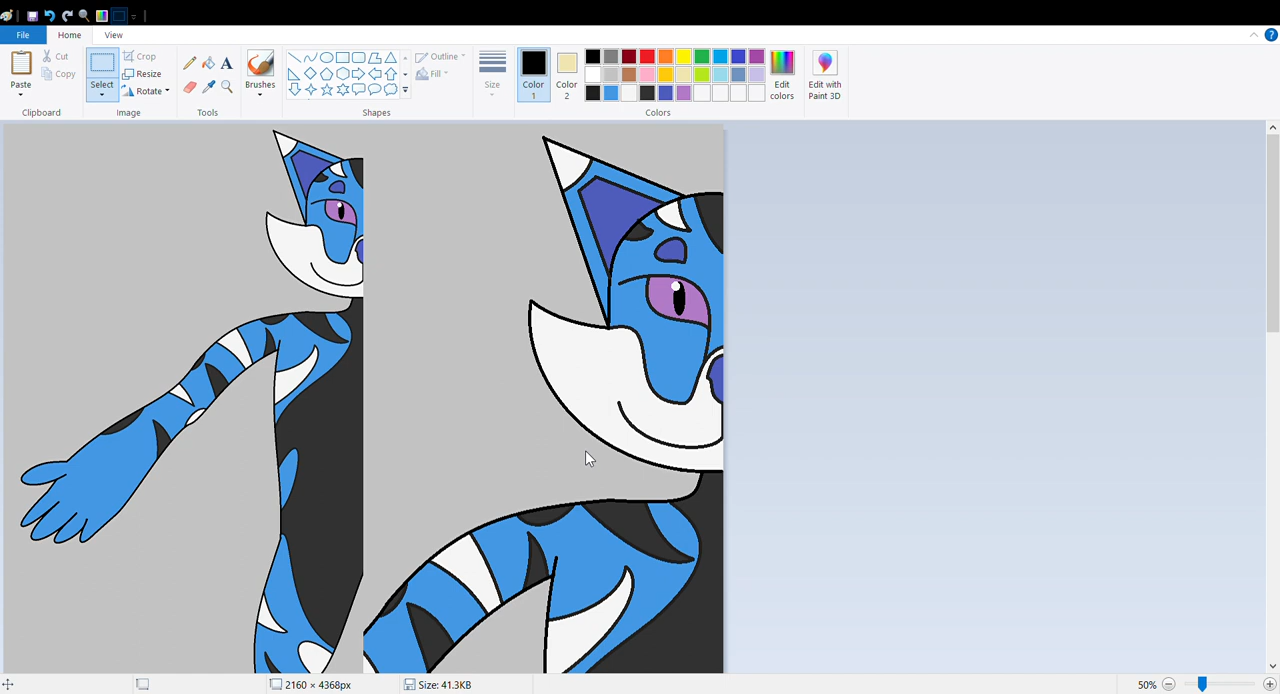 File Home View
Paste Cut Copy Clipboard
Select Crop Resize Rotate Image
A Tools
Brushes
Outline Fill Shapes
Size
Color 1 Color 2 Edit colors Colors
Edit with Paint 3D
2160 × 4368px Size: 41.3KB 50%